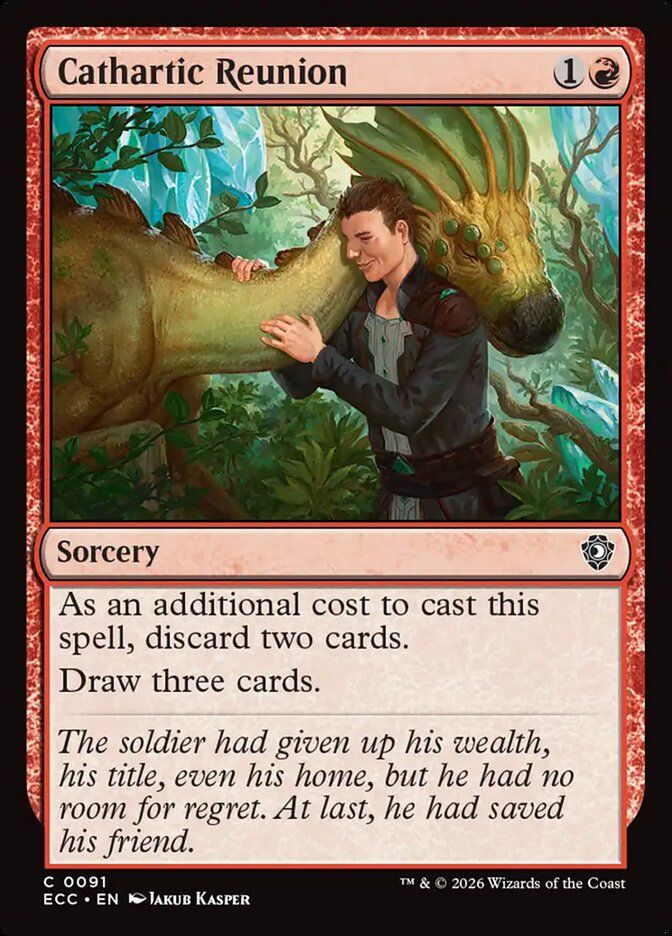 Cathartic Reunion 1
Sorcery
As an additional cost to cast this
spell, discard two cards.
Draw three cards.
The soldier had given up his wealth,
his title, even his home, but he had no
room for regret. At last, he had saved
his friend.
C 0091
ECC • EN Jakub Kasper
™ & © 2026 Wizards of the Coast